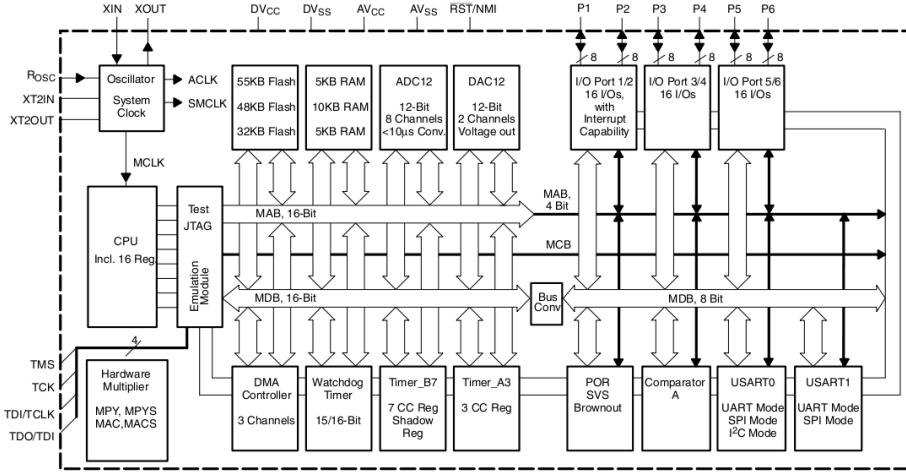 XIN
XOUT
DVCC
DVSS
AVCC
AVSS
RST/NMI
P1
P2
P3
P4
P5
P6
8
8
8
8
8
8
ROSC
XT2IN
XT2OUT
Oscillator
System
Clock
ACLK
SMCLK
MCLK
55KB Flash
48KB Flash
32KB Flash
5KB RAM
10KB RAM
5KB RAM
ADC12
12-Bit
8 Channels
<10μs Conv.
DAC12
12-Bit
2 Channels
Voltage out
I/O Port 1/2
16 I/Os,
with
Interrupt
Capability
I/O Port 3/4
16 I/Os
I/O Port 5/6
16 I/Os
CPU
Incl. 16 Reg.
Test
JTAG
Emulation
Module
MAB, 16-Bit
MAB,
4 Bit
MCB
MDB, 16-Bit
Bus
Conv
MDB, 8 Bit
4
TMS
TCK
TDI/TCLK
TDO/TDI
Hardware
Multiplier
MPY, MPYS
MAC,MACS
DMA
Controller
3 Channels
Watchdog
Timer
15/16-Bit
Timer_B7
7 CC Reg
Shadow
Reg
Timer_A3
3 CC Reg
POR
SVS
Brownout
Comparator
A
USART0
UART Mode
SPI Mode
I²C Mode
USART1
UART Mode
SPI Mode